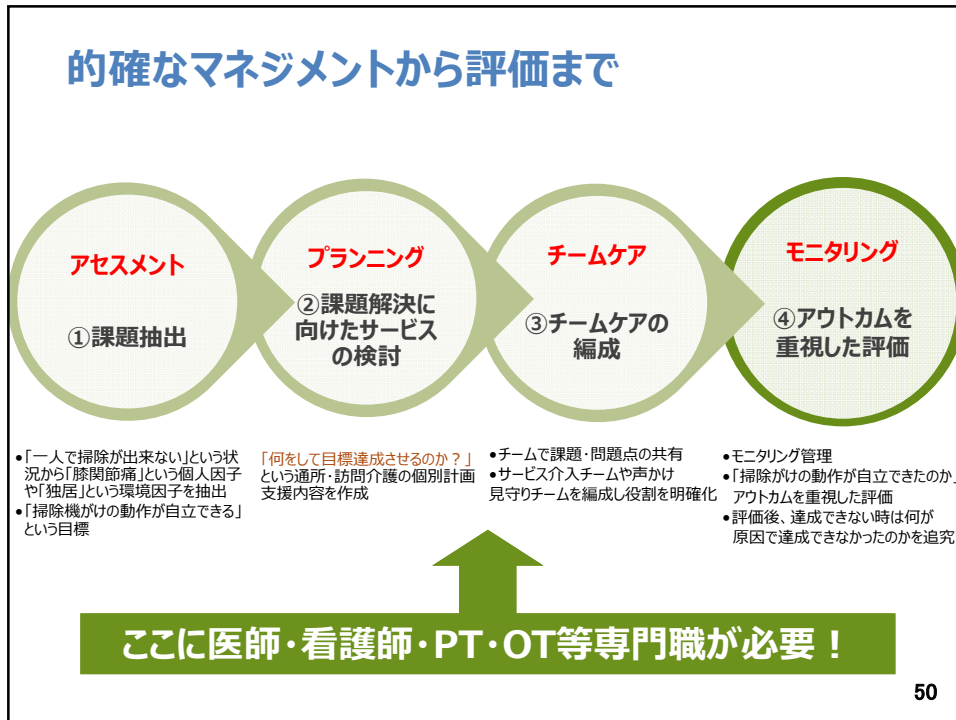 的確なマネジメントから評価まで
アセスメント
①課題抽出
プランニング
②課題解決に
向けたサービス
の検討
チームケア
③チームケアの
編成
モニタリング
④アウトカムを
重視した評価
•「一人で掃除が出来ない」という状
況から「膝関節痛」という個人因子
や「独居」という環境因子を抽出
•「掃除機がけの動作が自立できる」
という目標
「何をして目標達成させるのか？」
という通所・訪問介護の個別計画
支援内容を作成
•チームで課題・問題点の共有
•サービス介入チームや声かけ
見守りチームを編成し役割を明確化
•モニタリング管理
•「掃除がけの動作が自立できたのか」
アウトカムを重視した評価
•評価後、達成できない時は何が
原因で達成できなかったのかを追究
ここに医師・看護師・PT・OT等専門職が必要！
50